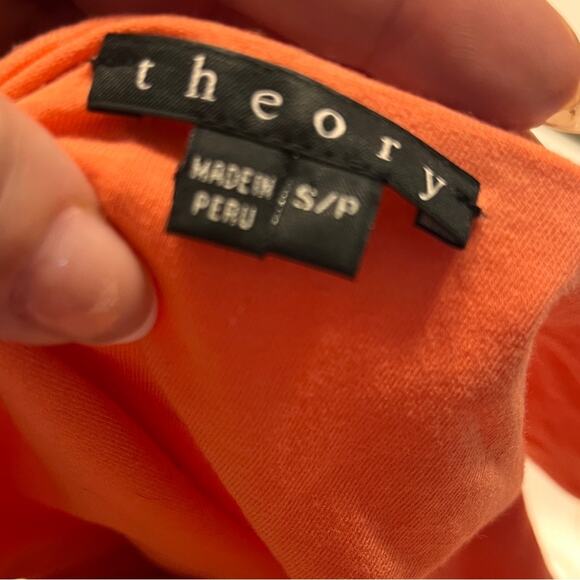 theory
MADE IN
PERU
S/P